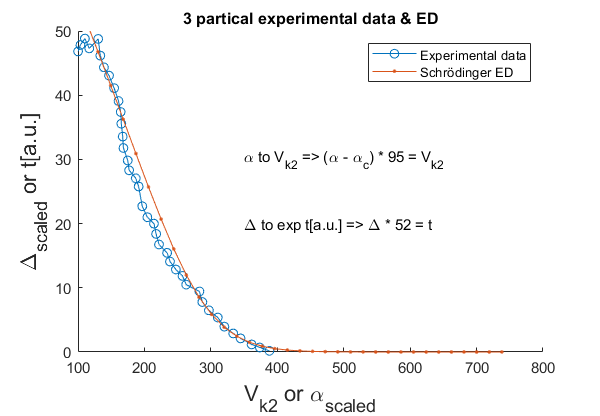 3 partical experimental data & ED
Experimental data
Schrödinger ED
α to V_k2 => (α - α_c) * 95 = V_k2
Δ to exp t[a.u.] => Δ * 52 = t
Δ_scaled or t[a.u.]
50
40
30
20
10
0
100 200 300 400 500 600 700 800
V_k2 or α_scaled